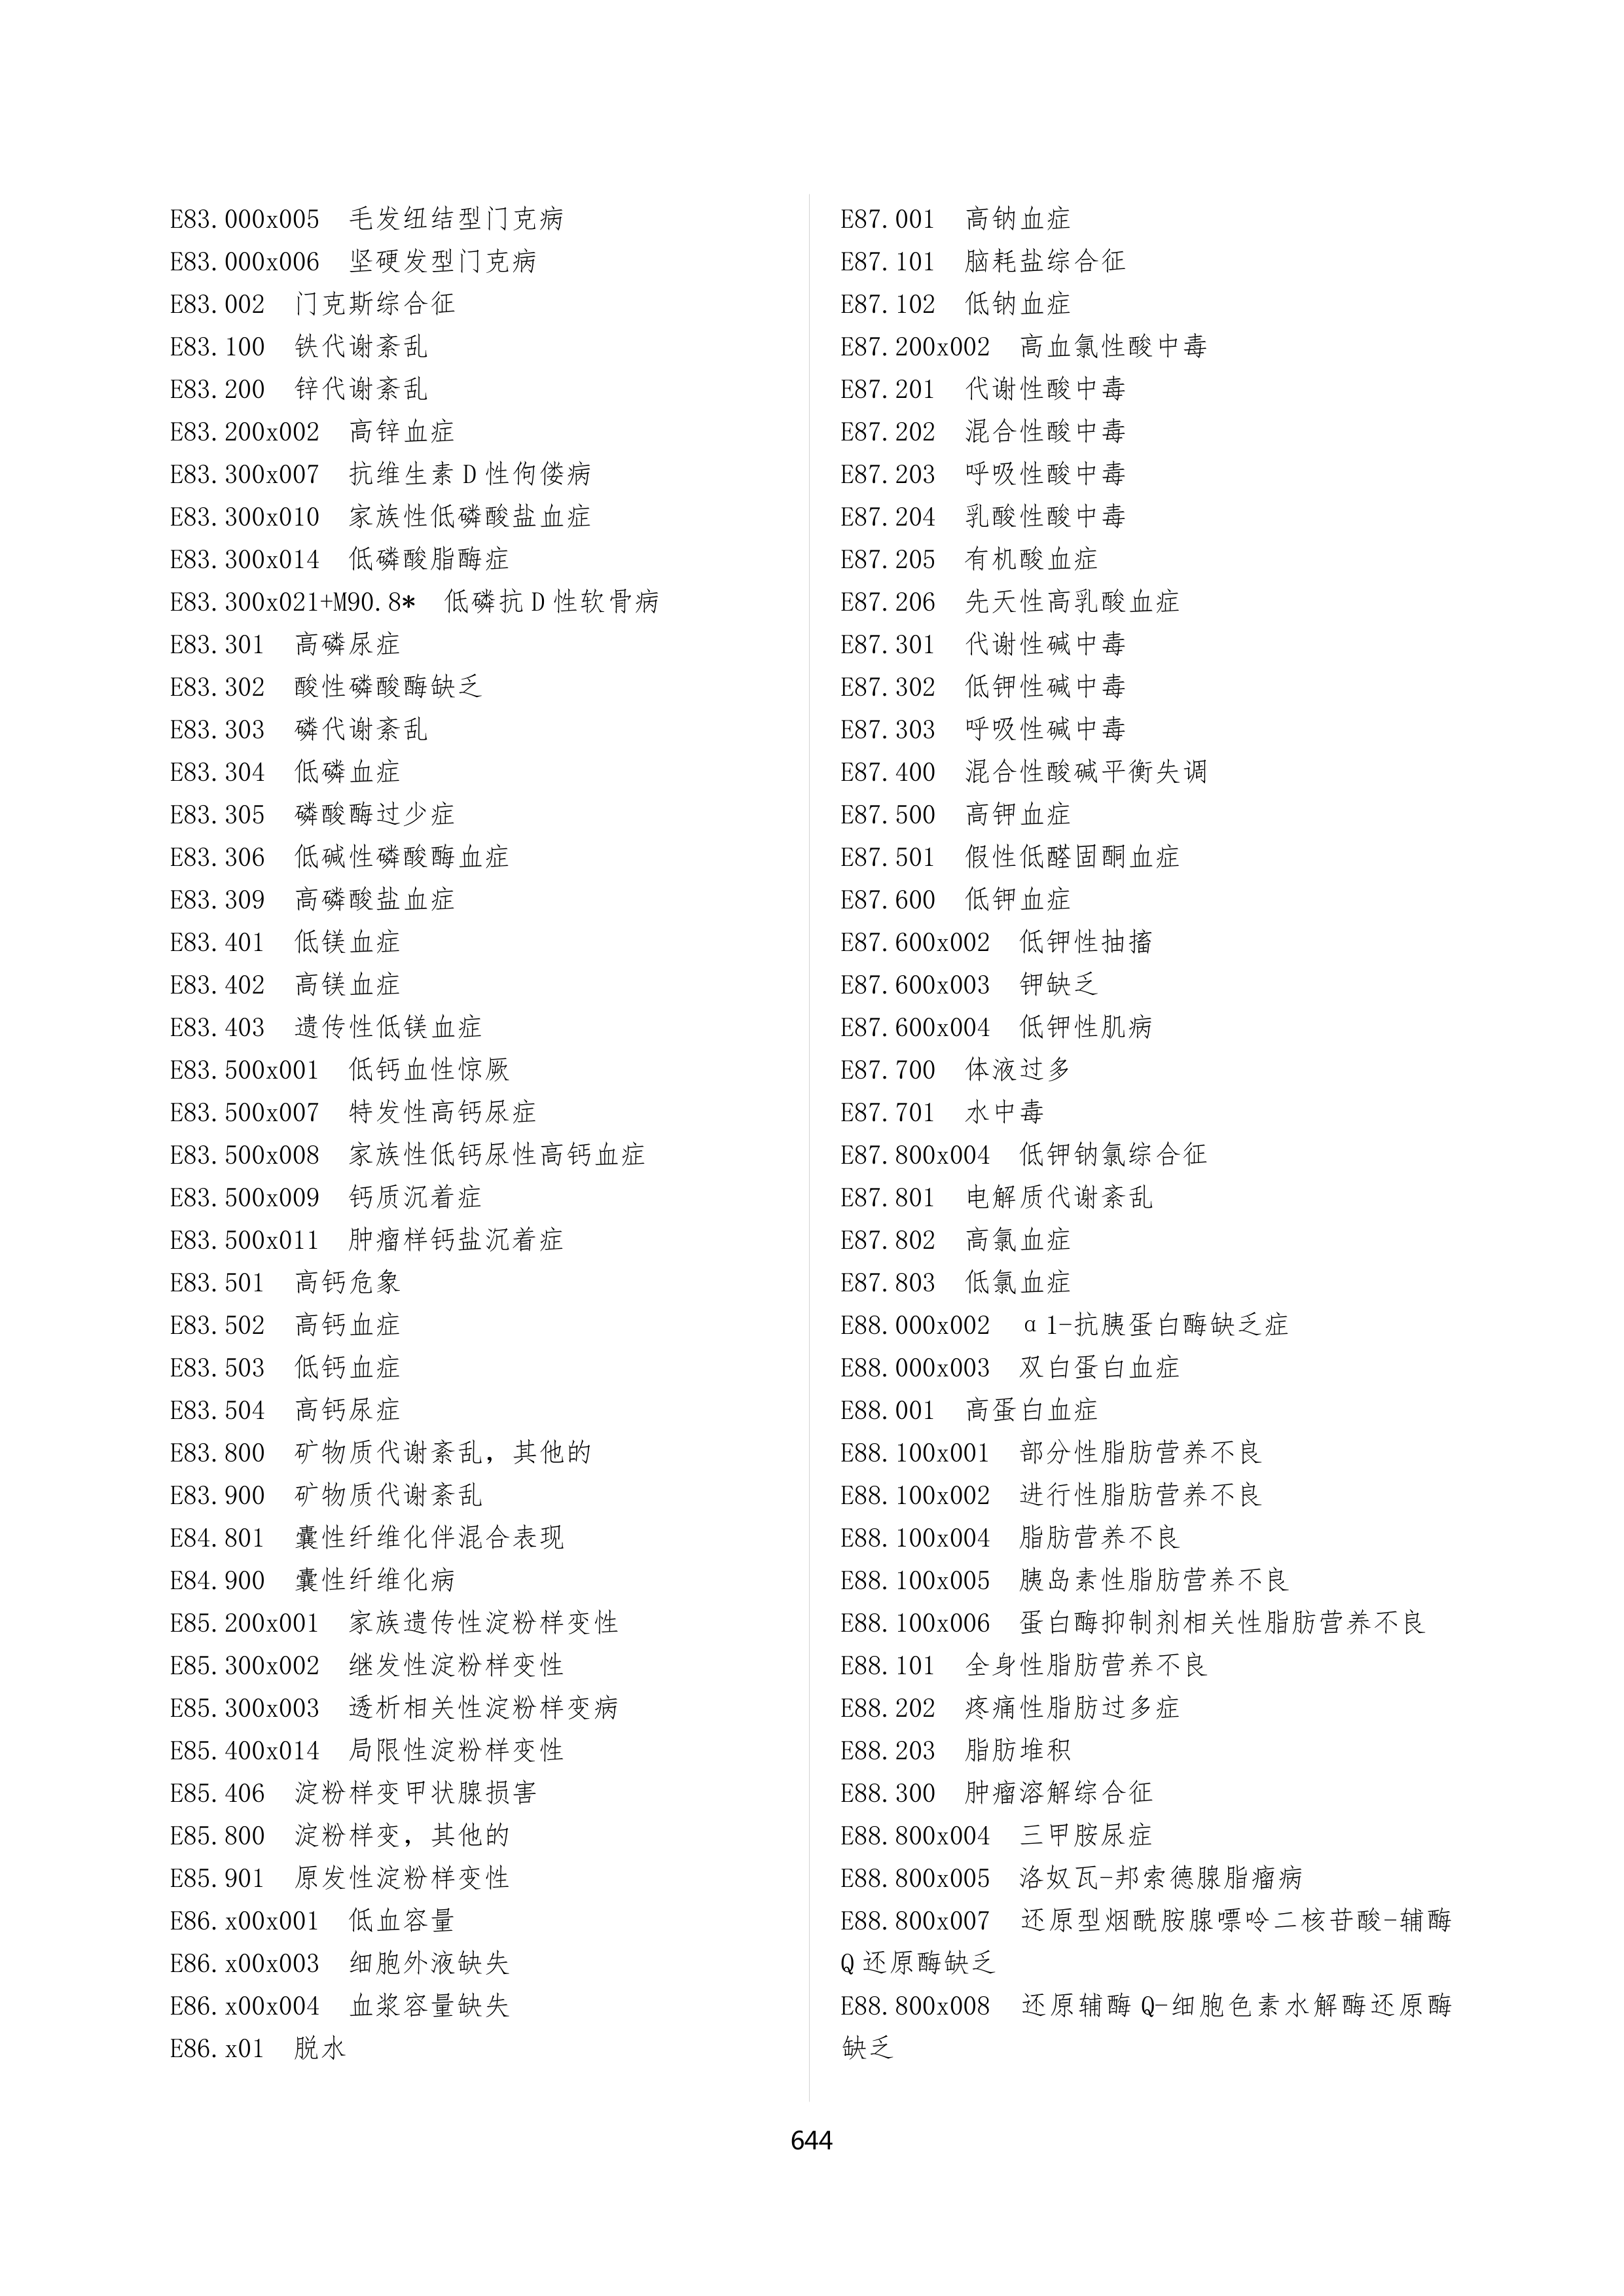 E83.000x005 毛发纽结型门克病
E83.000x006 坚硬发型门克病
E83.002 门克斯综合征
E83.100 铁代谢紊乱
E83.200 锌代谢紊乱
E83.200x002 高锌血症
E83.300x007 抗维生素 D 性佝偻病
E83.300x010 家族性低磷酸盐血症
E83.300x014 低磷酸脂酶症
E83.300x021+M90.8* 低磷抗 D 性软骨病
E83.301 高磷尿症
E83.302 酸性磷酸酶缺乏
E83.303 磷代谢紊乱
E83.304 低磷血症
E83.305 磷酸酶过少症
E83.306 低碱性磷酸酶血症
E83.309 高磷酸盐血症
E83.401 低镁血症
E83.402 高镁血症
E83.403 遗传性低镁血症
E83.500x001 低钙血性惊厥
E83.500x007 特发性高钙尿症
E83.500x008 家族性低钙尿性高钙血症
E83.500x009 钙质沉着症
E83.500x011 肿瘤样钙盐沉着症
E83.501 高钙危象
E83.502 高钙血症
E83.503 低钙血症
E83.504 高钙尿症
E83.800 矿物质代谢紊乱，其他的
E83.900 矿物质代谢紊乱
E84.801 囊性纤维化伴混合表现
E84.900 囊性纤维化病
E85.200x001 家族遗传性淀粉样变性
E85.300x002 继发性淀粉样变性
E85.300x003 透析相关性淀粉样变病
E85.400x014 局限性淀粉样变性
E85.406 淀粉样变甲状腺损害
E85.800 淀粉样变，其他的
E85.901 原发性淀粉样变性
E86.x00x001 低血容量
E86.x00x003 细胞外液缺失
E86.x00x004 血浆容量缺失
E86.x01 脱水
E87.001 高钠血症
E87.101 脑耗盐综合征
E87.102 低钠血症
E87.200x002 高血氯性酸中毒
E87.201 代谢性酸中毒
E87.202 混合性酸中毒
E87.203 呼吸性酸中毒
E87.204 乳酸性酸中毒
E87.205 有机酸血症
E87.206 先天性高乳酸血症
E87.301 代谢性碱中毒
E87.302 低钾性碱中毒
E87.303 呼吸性碱中毒
E87.400 混合性酸碱平衡失调
E87.500 高钾血症
E87.501 假性低醛固酮血症
E87.600 低钾血症
E87.600x002 低钾性抽搐
E87.600x003 钾缺乏
E87.600x004 低钾性肌病
E87.700 体液过多
E87.701 水中毒
E87.800x004 低钾钠氯综合征
E87.801 电解质代谢紊乱
E87.802 高氯血症
E87.803 低氯血症
E88.000x002 α1-抗胰蛋白酶缺乏症
E88.000x003 双白蛋白血症
E88.001 高蛋白血症
E88.100x001 部分性脂肪营养不良
E88.100x002 进行性脂肪营养不良
E88.100x004 脂肪营养不良
E88.100x005 胰岛素性脂肪营养不良
E88.100x006 蛋白酶抑制剂相关性脂肪营养不良
E88.101 全身性脂肪营养不良
E88.202 疼痛性脂肪过多症
E88.203 脂肪堆积
E88.300 肿瘤溶解综合征
E88.800x004 三甲胺尿症
E88.800x005 洛奴瓦-邦索德腺脂瘤病
E88.800x007 还原型烟酰胺腺嘌呤二核苷酸-辅酶
Q 还原酶缺乏
E88.800x008 还原辅酶 Q-细胞色素水解酶还原酶
缺乏
644